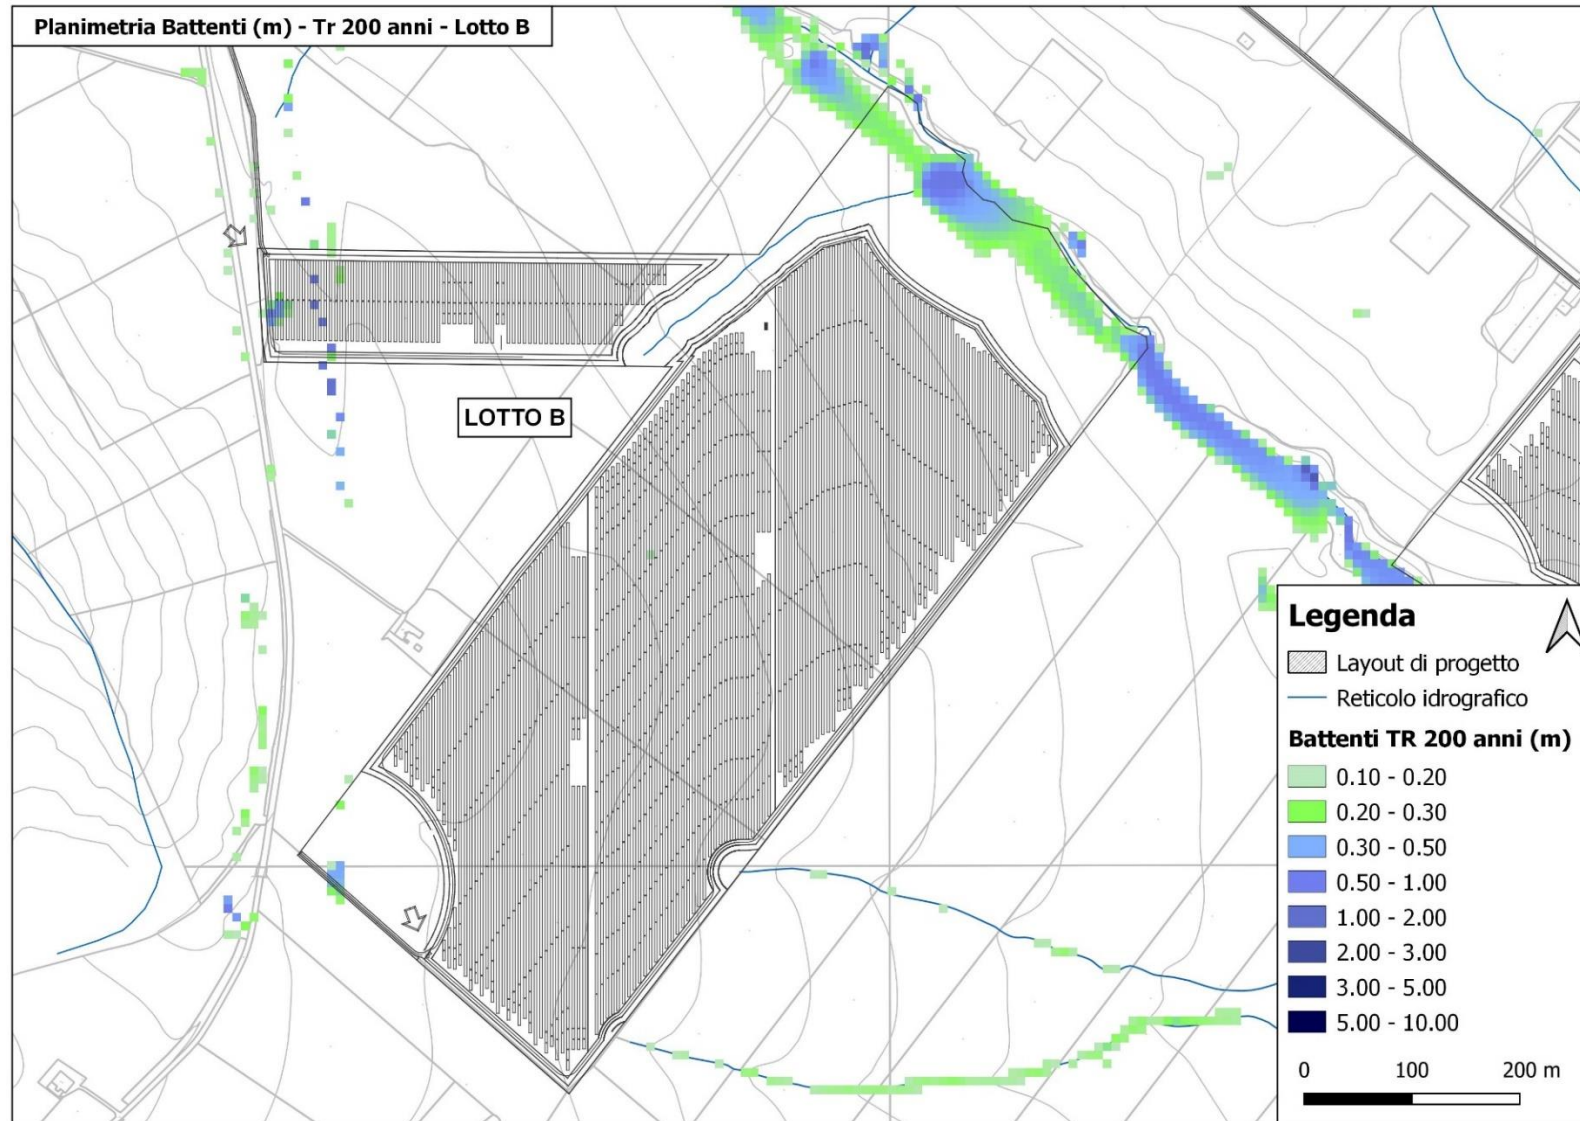 Planimetria Battenti (m) - Tr 200 anni - Lotto B
LOTTO B
Legenda
Layout di progetto
Reticolo idrografico
Battenti TR 200 anni (m)
0.10 - 0.20
0.20 - 0.30
0.30 - 0.50
0.50 - 1.00
1.00 - 2.00
2.00 - 3.00
3.00 - 5.00
5.00 - 10.00
0 100 200 m